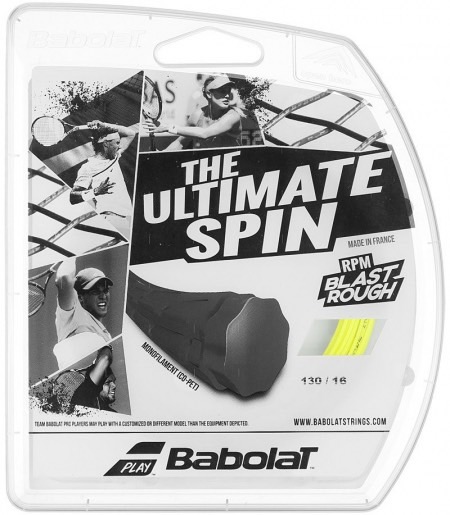 Babolat
THE
ULTIMATE
SPIN
MADE IN FRANCE
RPM
BLAST
ROUGH
MONOFILAMENT (CO-PET)
130 / 16
TEAM BABOLAT PRO PLAYERS MAY PLAY WITH A CUSTOMIZED OR DIFFERENT MODEL THAN THE EQUIPMENT DEPICTED.
WWW.BABOLATSTRINGS.COM
PLAY
Babolat